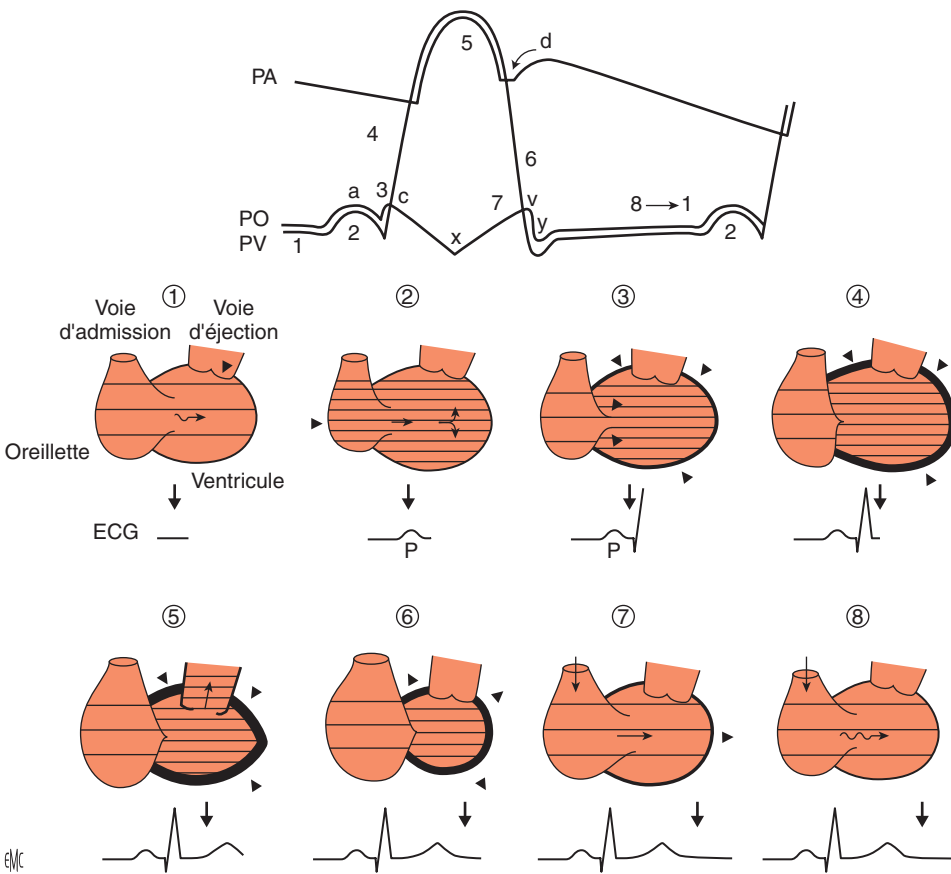 5
d
PA
4
6
a
3
c
7
v
8
1
PO
2
y
2
PV
1
x
① ② ③ ④
Voie
d'admission
Voie
d'éjection
Oreillette
Ventricule
ECG
P
P
⑤ ⑥ ⑦ ⑧
EMC